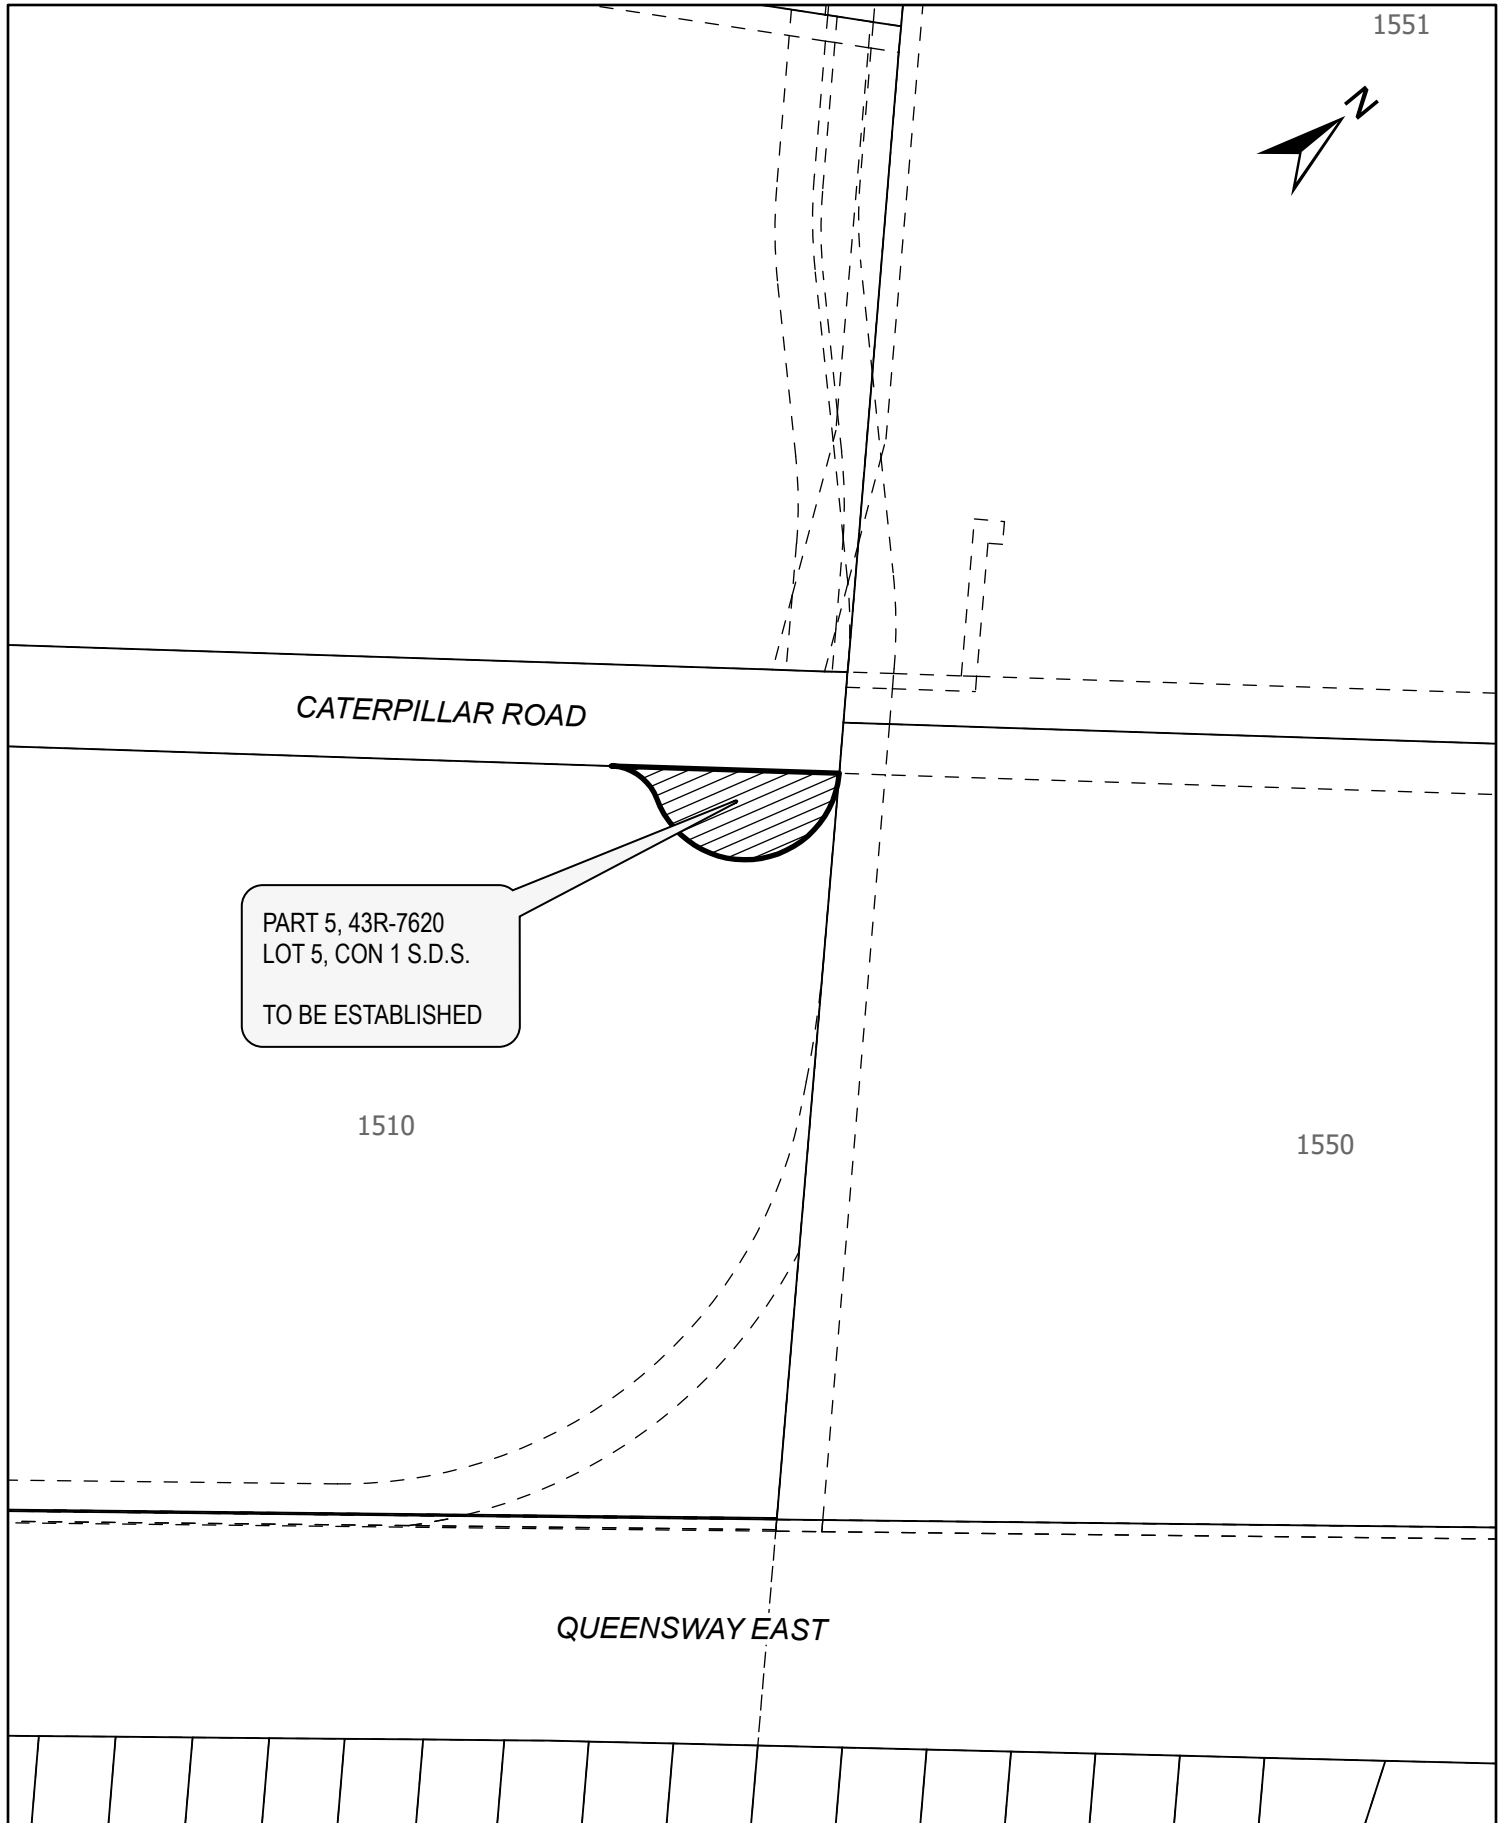 1551
N
CATERPILLAR ROAD
PART 5, 43R-7620
LOT 5, CON 1 S.D.S.
TO BE ESTABLISHED
1510
1550
QUEENSWAY EAST